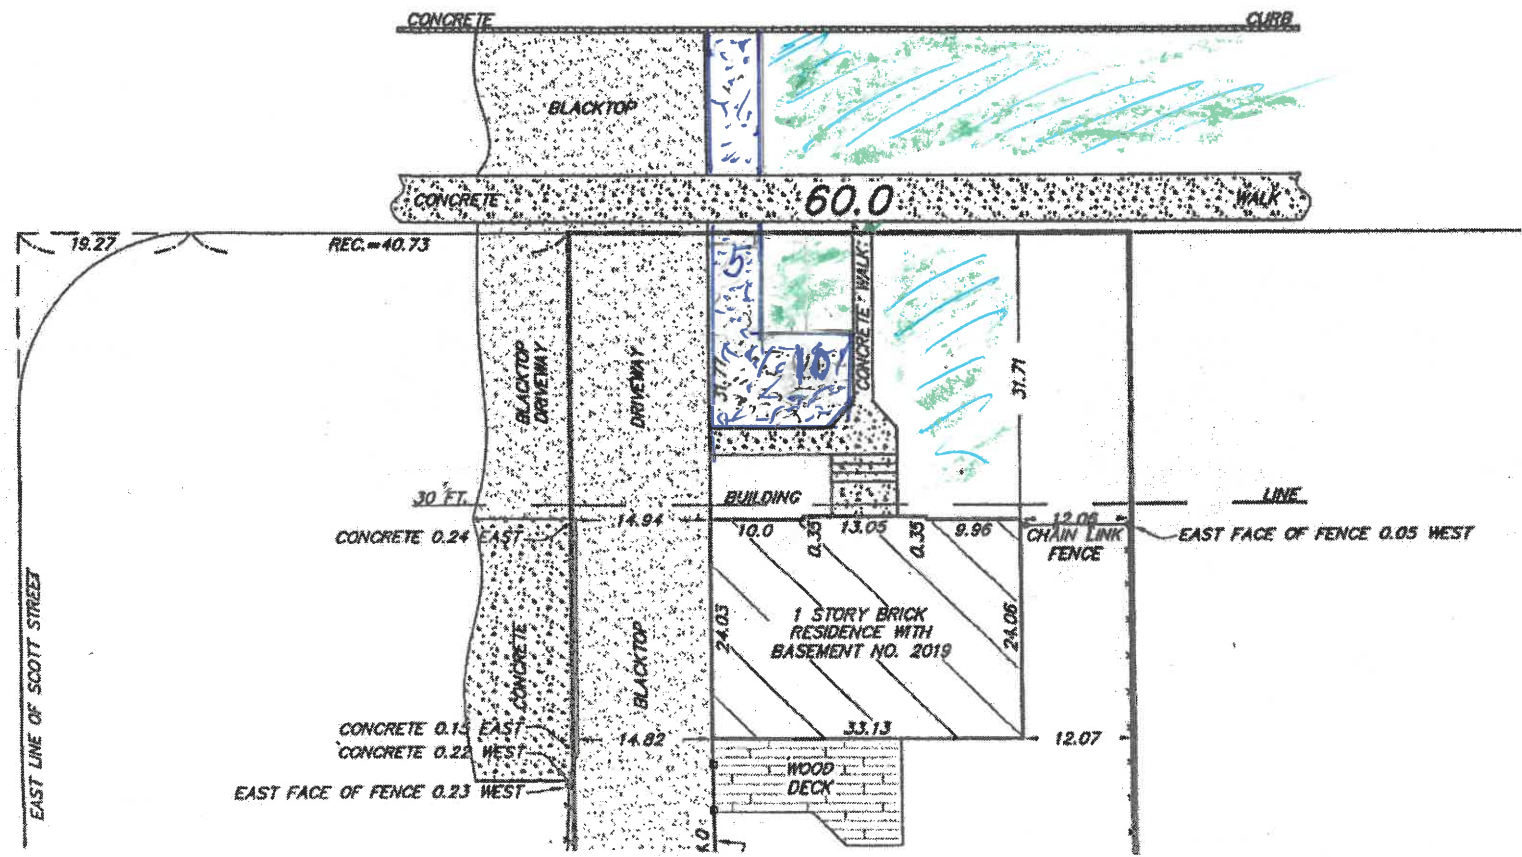 CONCRETE
CURB
BLACKTOP
CONCRETE
60.0
WALK
19.27
REC.=40.73
5
CONCRETE WALK
BLACKTOP
DRIVEWAY
DRIVEWAY
31.77
10
31.71
30 FT.
BUILDING
LINE
CONCRETE 0.24 EAST
14.94
10.0
0.35
13.05
0.35
9.96
12.06
CHAIN LINK
FENCE
EAST FACE OF FENCE 0.05 WEST
EAST LINE OF SCOTT STREET
CONCRETE
BLACKTOP
24.03
1 STORY BRICK
RESIDENCE WITH
BASEMENT NO. 2019
24.06
CONCRETE 0.15 EAST
CONCRETE 0.22 WEST
14.82
33.13
12.07
EAST FACE OF FENCE 0.23 WEST
WOOD
DECK